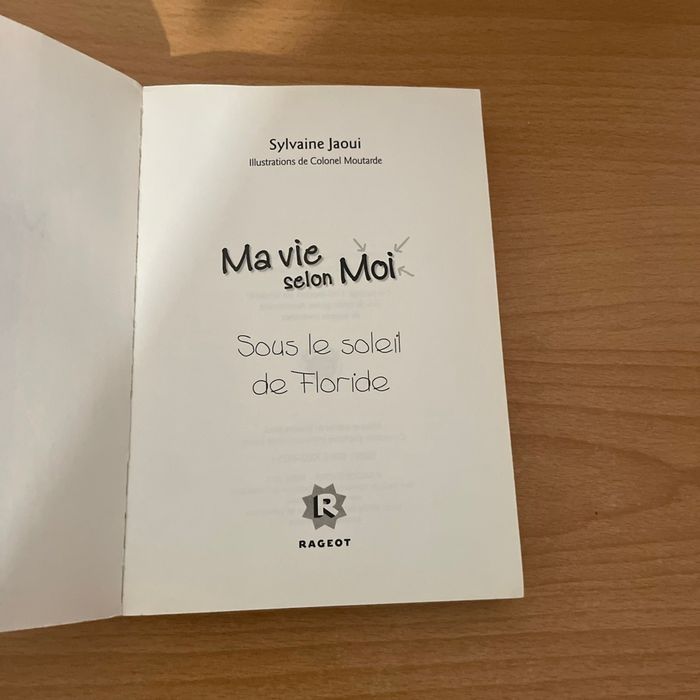 Sylvaine Jaoui
Illustrations de Colonel Moutarde
Ma vie
selon Moi
Sous le soleil
de Floride
R
RAGEOT